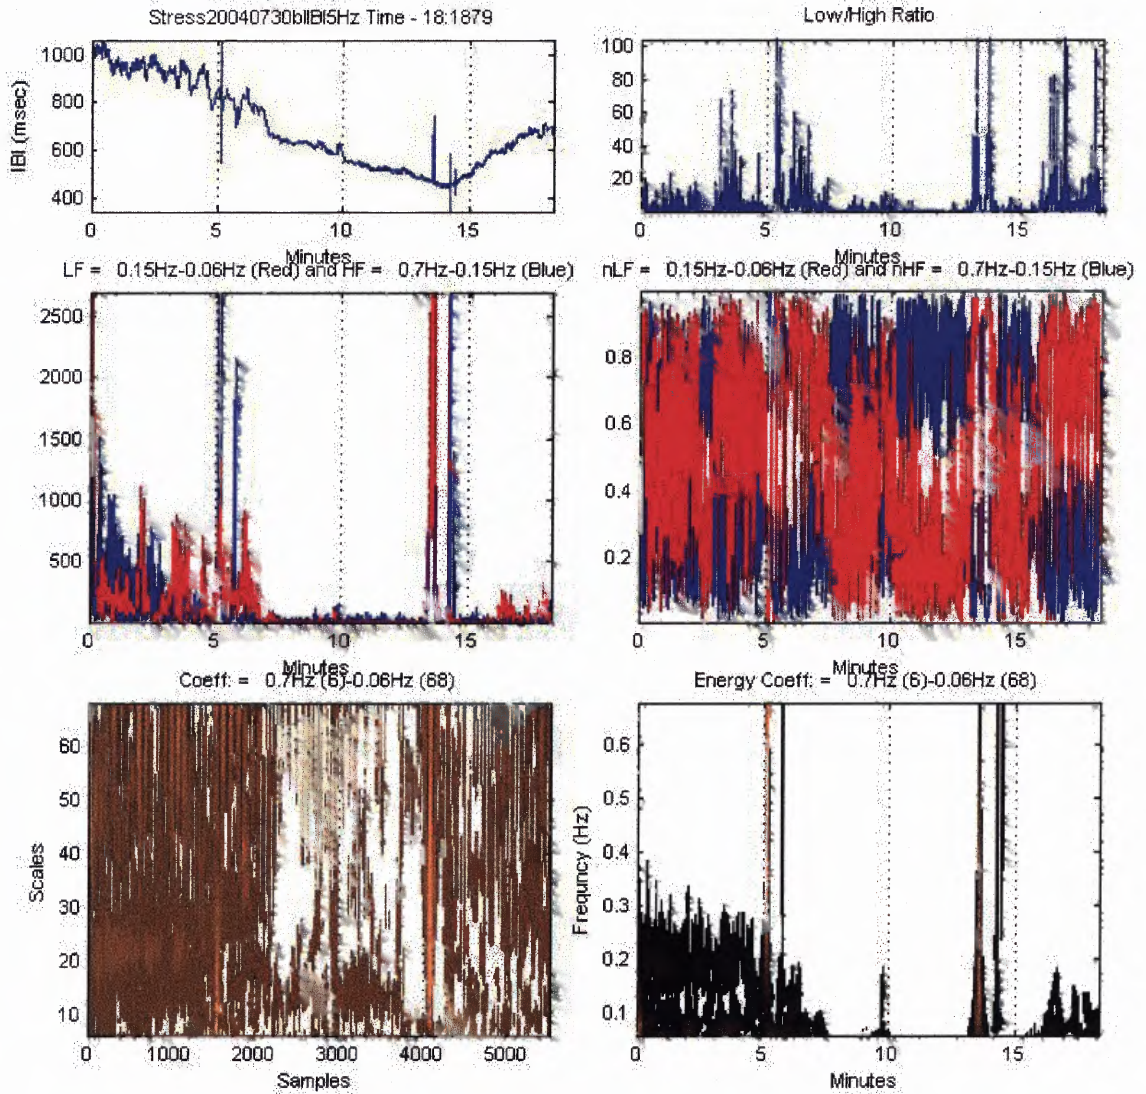 Stress20040730bIIBI5Hz Time - 18:1879
IBI (msec)
1000
800
600
400
0 5 10 15
Minutes
Low/High Ratio
100
80
60
40
20
0 5 10 15
Minutes
LF = 0.15Hz-0.06Hz (Red) and HF = 0.7Hz-0.15Hz (Blue)
2500
2000
1500
1000
500
0 5 10 15
Minutes
nLF = 0.15Hz-0.06Hz (Red) and nHF = 0.7Hz-0.15Hz (Blue)
0.8
0.6
0.4
0.2
0 5 10 15
Minutes
Coeff: = 0.7Hz (6)-0.06Hz (68)
Scales
60
50
40
30
20
10
0 1000 2000 3000 4000 5000
Samples
Energy Coeff: = 0.7Hz (6)-0.06Hz (68)
Frequncy (Hz)
0.6
0.5
0.4
0.3
0.2
0.1
0 5 10 15
Minutes